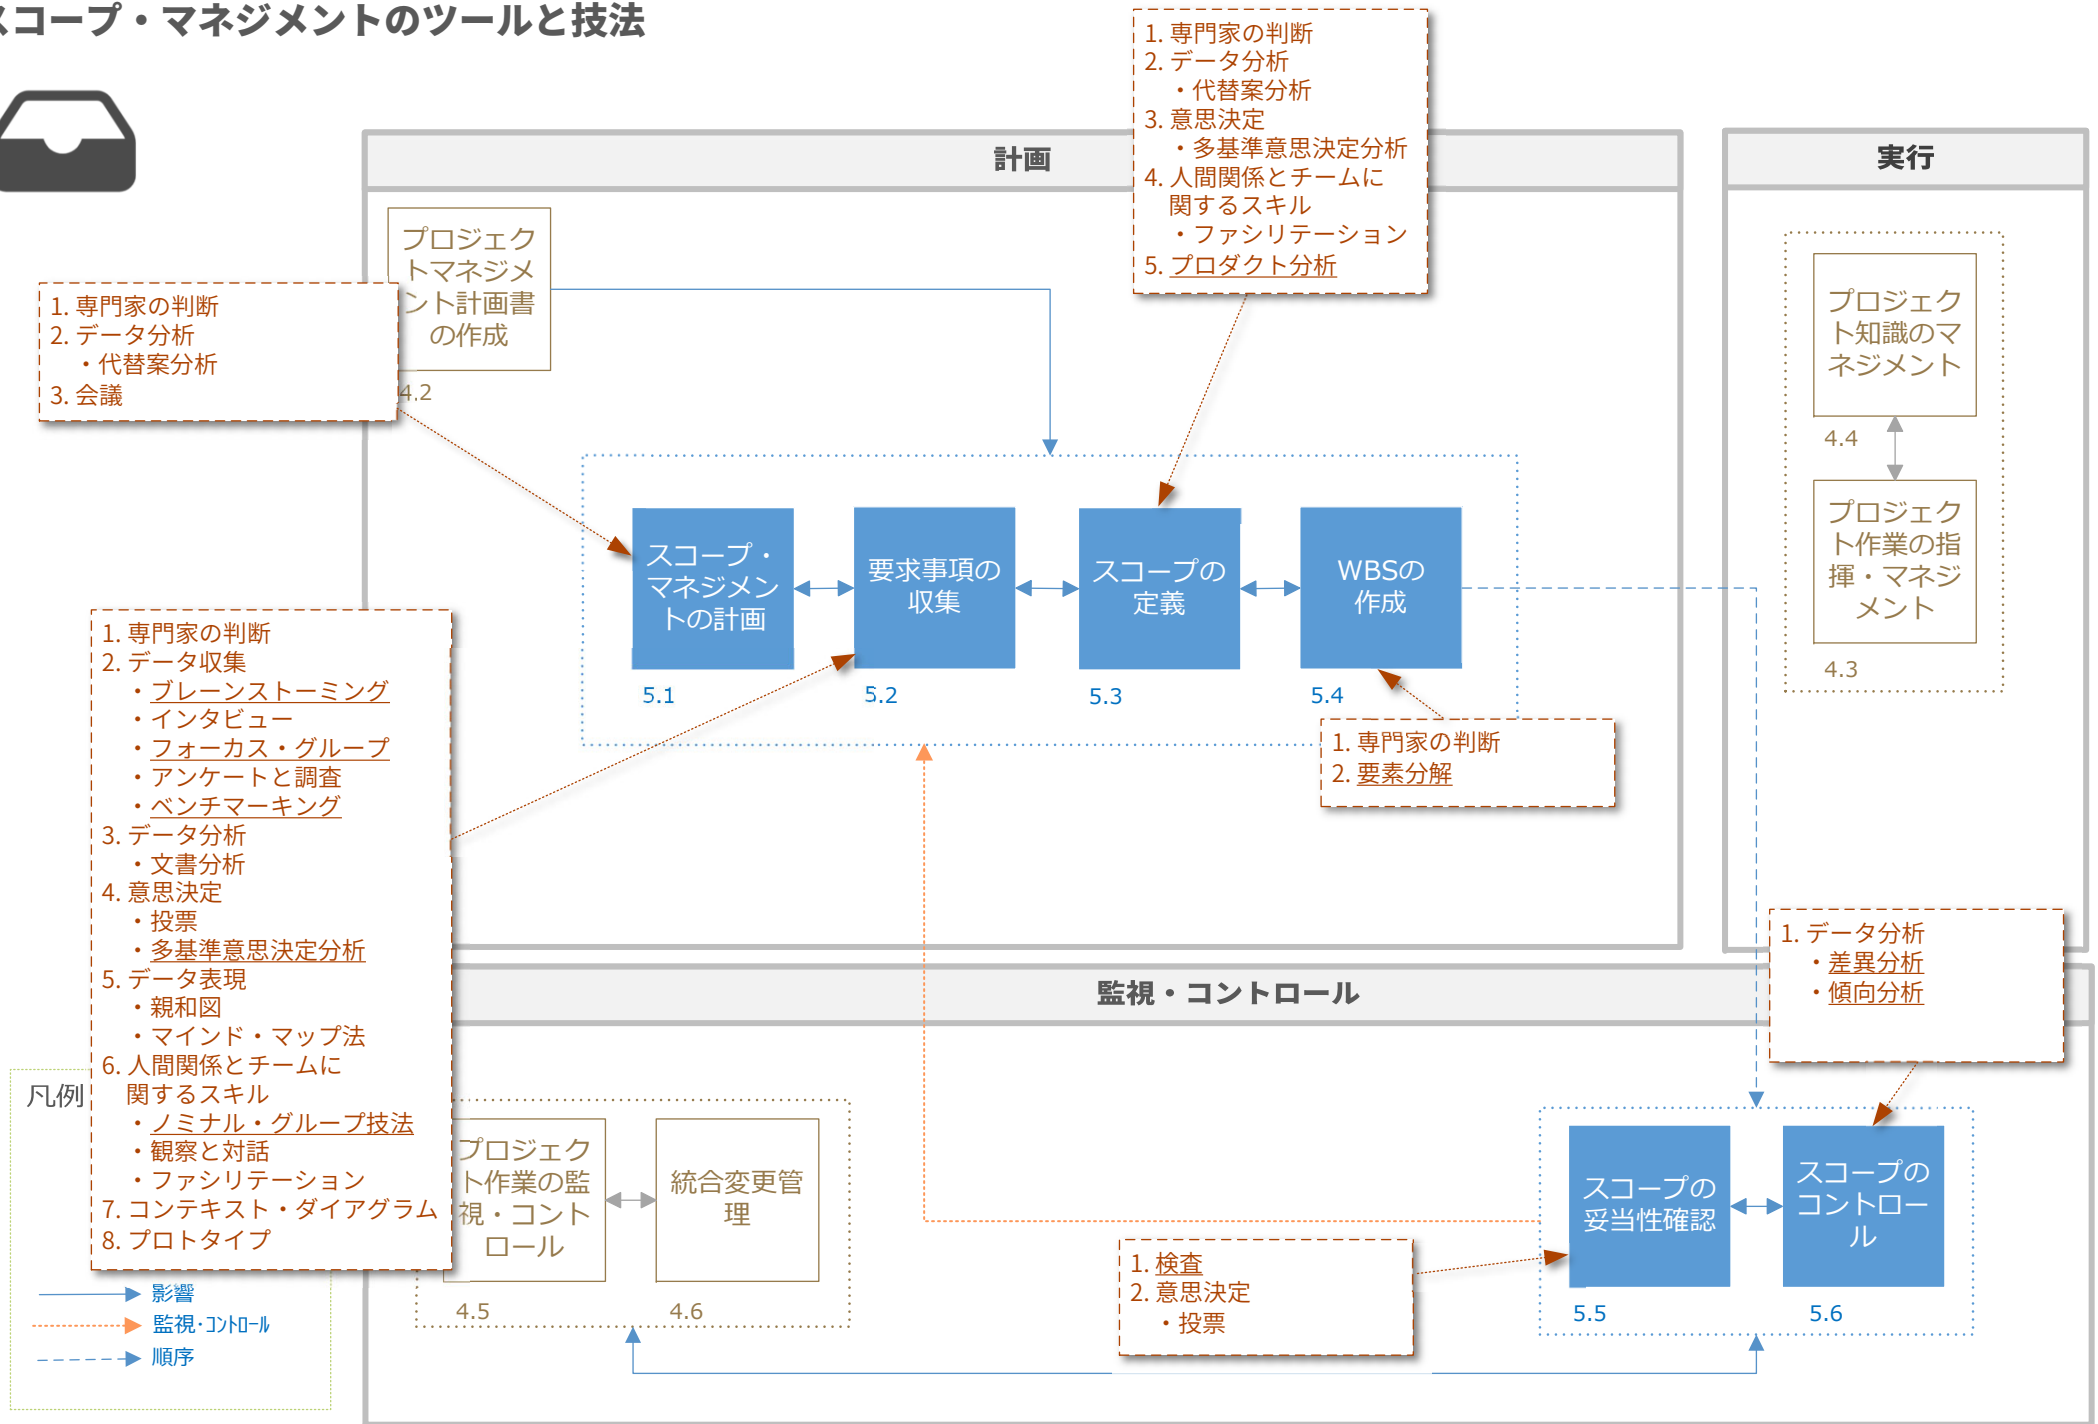 スコープ・マネジメントのツールと技法
1. 専門家の判断
2. データ分析
・代替案分析
3. 意思決定
・多基準意思決定分析
4. 人間関係とチームに
関するスキル
・ファシリテーション
5. プロダクト分析
計画
実行
プロジェク
トマネジメ
ント計画書
の作成
4.2
1. 専門家の判断
2. データ分析
・代替案分析
3. 会議
プロジェク
ト知識のマ
ネジメント
4.4
プロジェク
ト作業の指
揮・マネジ
メント
4.3
スコープ・
マネジメン
トの計画
5.1
要求事項の
収集
5.2
スコープの
定義
5.3
WBSの
作成
5.4
1. 専門家の判断
2. 要素分解
1. 専門家の判断
2. データ収集
・ブレーンストーミング
・インタビュー
・フォーカス・グループ
・アンケートと調査
・ベンチマーキング
3. データ分析
・文書分析
4. 意思決定
・投票
・多基準意思決定分析
5. データ表現
・親和図
・マインド・マップ法
6. 人間関係とチームに
関するスキル
・ノミナル・グループ技法
・観察と対話
・ファシリテーション
7. コンテキスト・ダイアグラム
8. プロトタイプ
監視・コントロール
1. データ分析
・差異分析
・傾向分析
プロジェク
ト作業の監
視・コント
ロール
4.5
統合変更管
理
4.6
1. 検査
2. 意思決定
・投票
スコープの
妥当性確認
5.5
スコープの
コントロー
ル
5.6
凡例
影響
監視･ｺﾝﾄﾛｰﾙ
順序